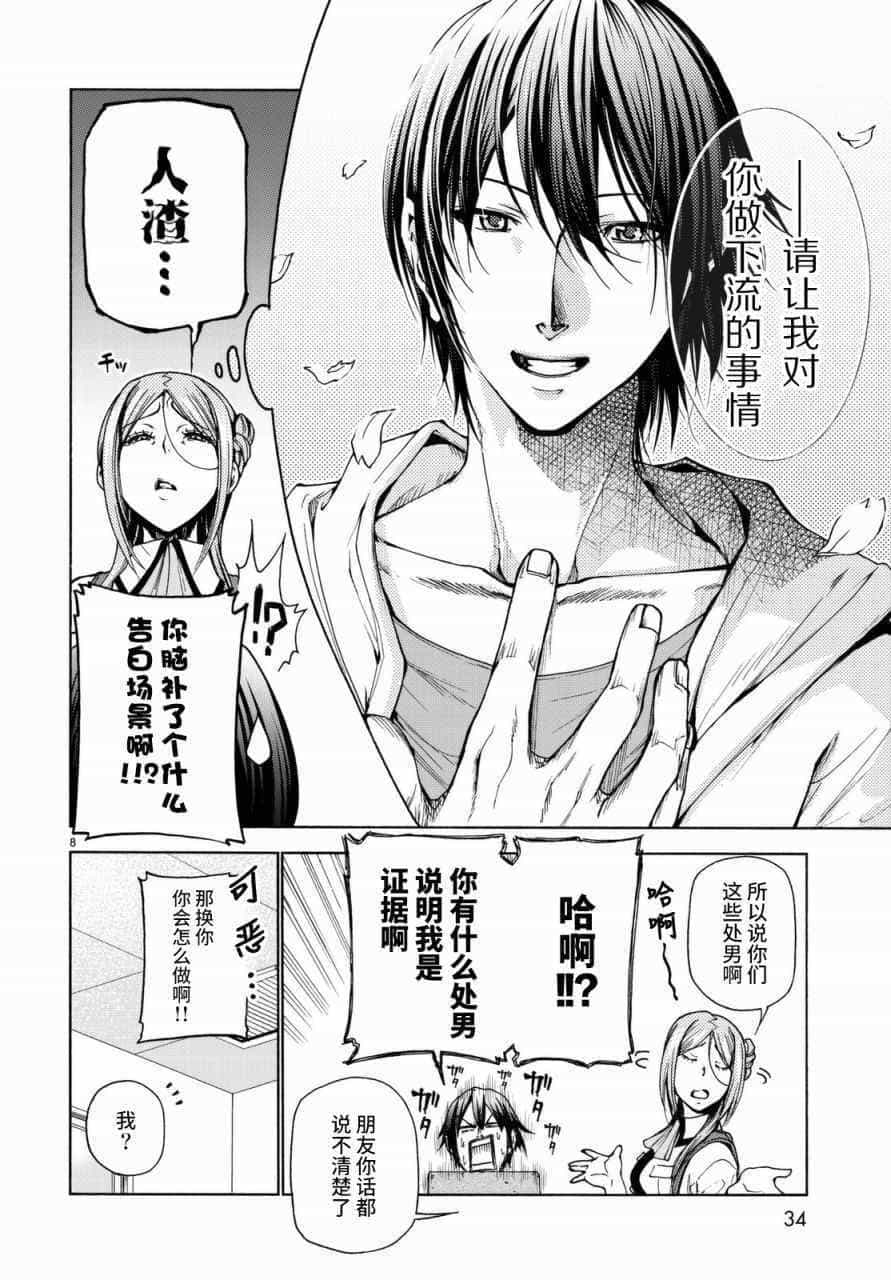 ——请让我对
你做下流的事情
人渣…
チッ
!?
你脑补了个什么
告白场景啊!!?
8
所以说你们
这些处男啊
哈啊~
哈啊!!?
你有什么处男
说明我是
证据啊
ガタ
ガタ
ガタ
ガタ
朋友你话都
说不清楚了
可恶…
那换你
你会怎么做啊!!
我?
34